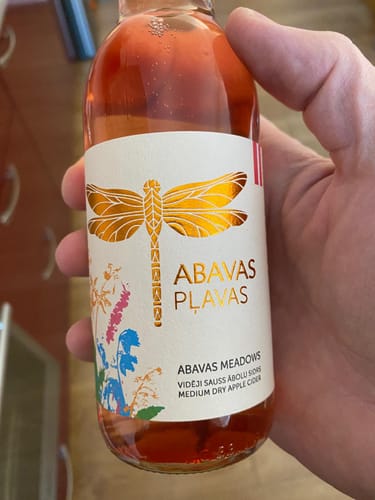 ABAVAS
PĻAVAS
ABAVAS MEADOWS
VIDĒJI SAUSS ĀBOLU SIDRS
MEDIUM DRY APPLE CIDER